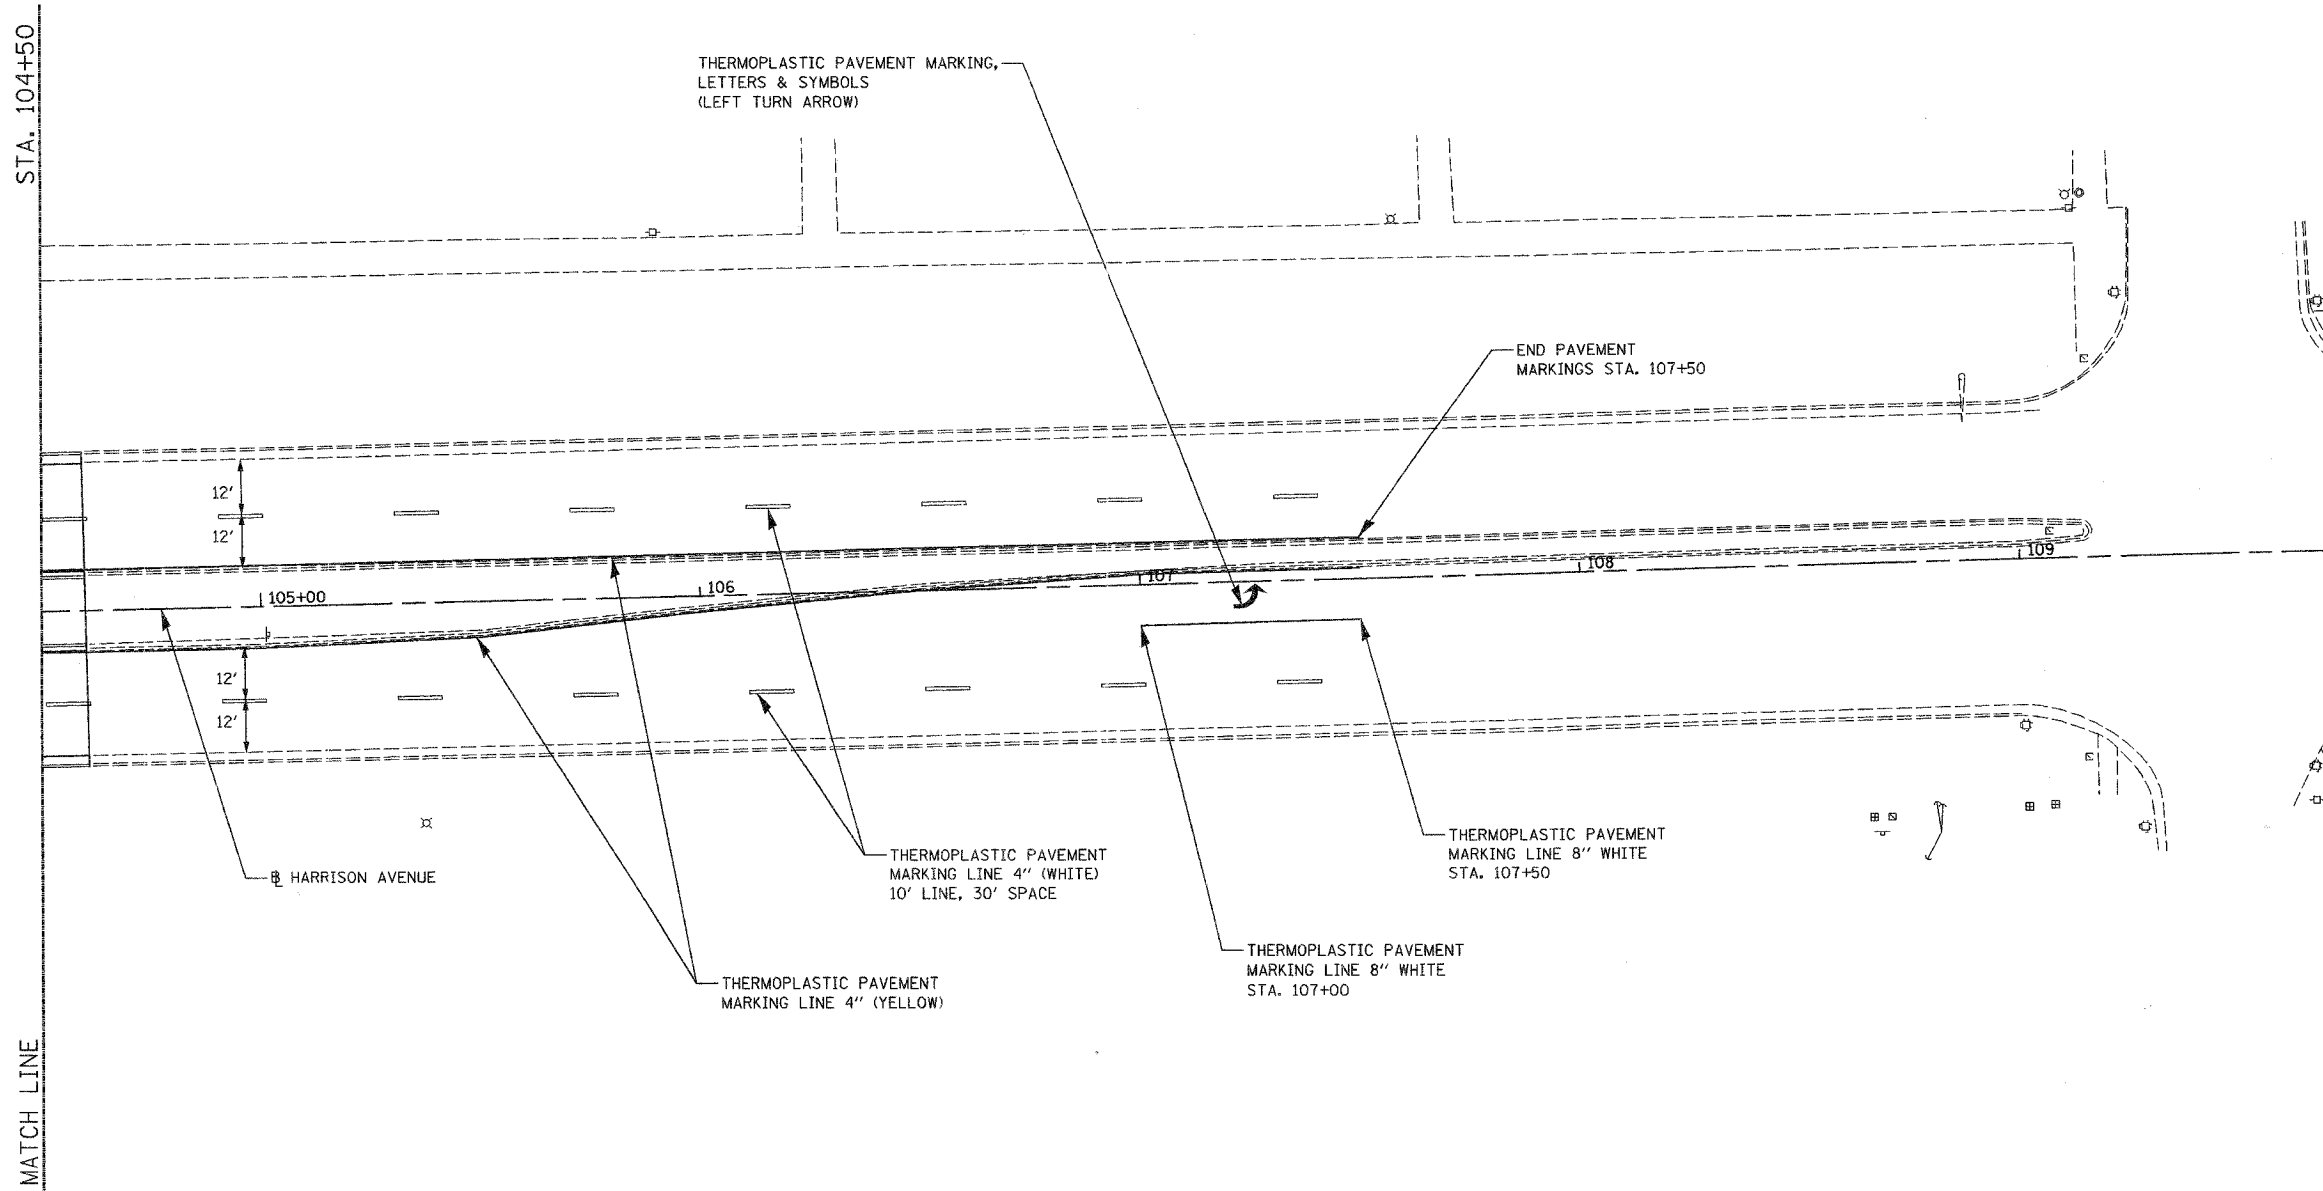 STA. 104+50
THERMOPLASTIC PAVEMENT MARKING,
LETTERS & SYMBOLS
(LEFT TURN ARROW)
END PAVEMENT
MARKINGS STA. 107+50
12'
12'
105+00
106
107
108
109
12'
12'
℄ HARRISON AVENUE
THERMOPLASTIC PAVEMENT
MARKING LINE 4" (WHITE)
10' LINE, 30' SPACE
THERMOPLASTIC PAVEMENT
MARKING LINE 8" WHITE
STA. 107+50
THERMOPLASTIC PAVEMENT
MARKING LINE 4" (YELLOW)
THERMOPLASTIC PAVEMENT
MARKING LINE 8" WHITE
STA. 107+00
MATCH LINE